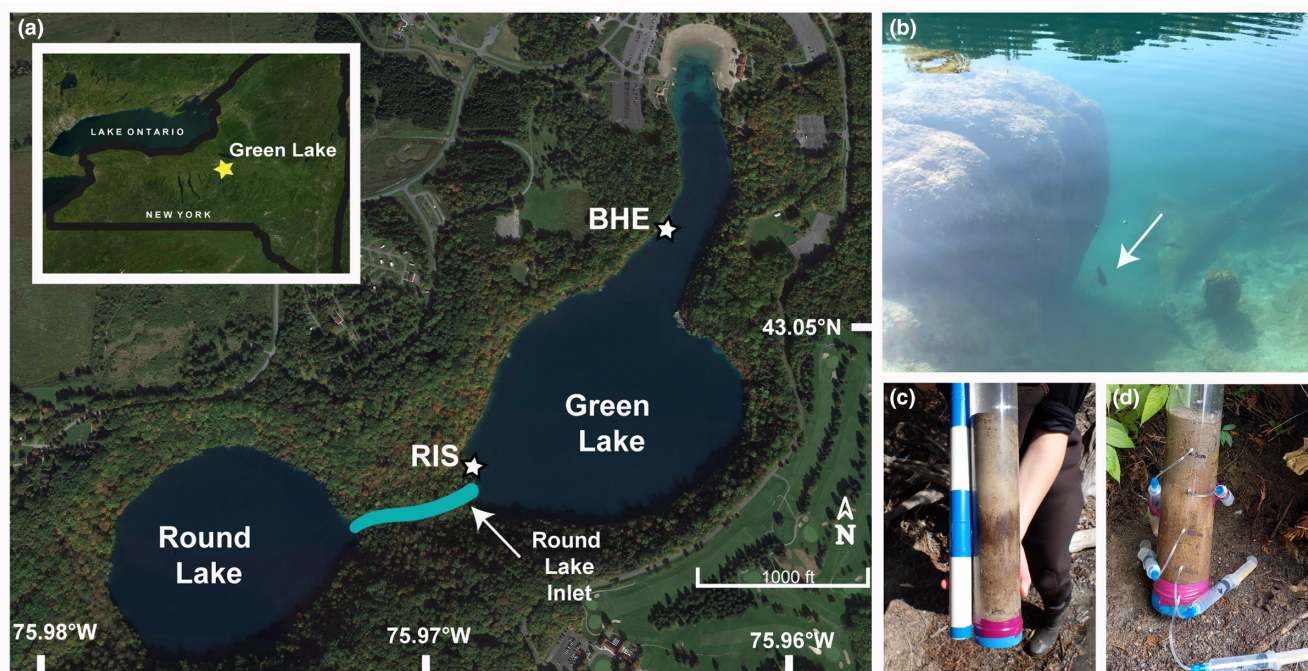 (a)
LAKE ONTARIO
Green Lake
NEW YORK
BHE
43.05°N
Green
Lake
RIS
Round
Lake
Round
Lake
Inlet
N
1000 ft
75.98°W
75.97°W
75.96°W
(b)
(c)
(d)